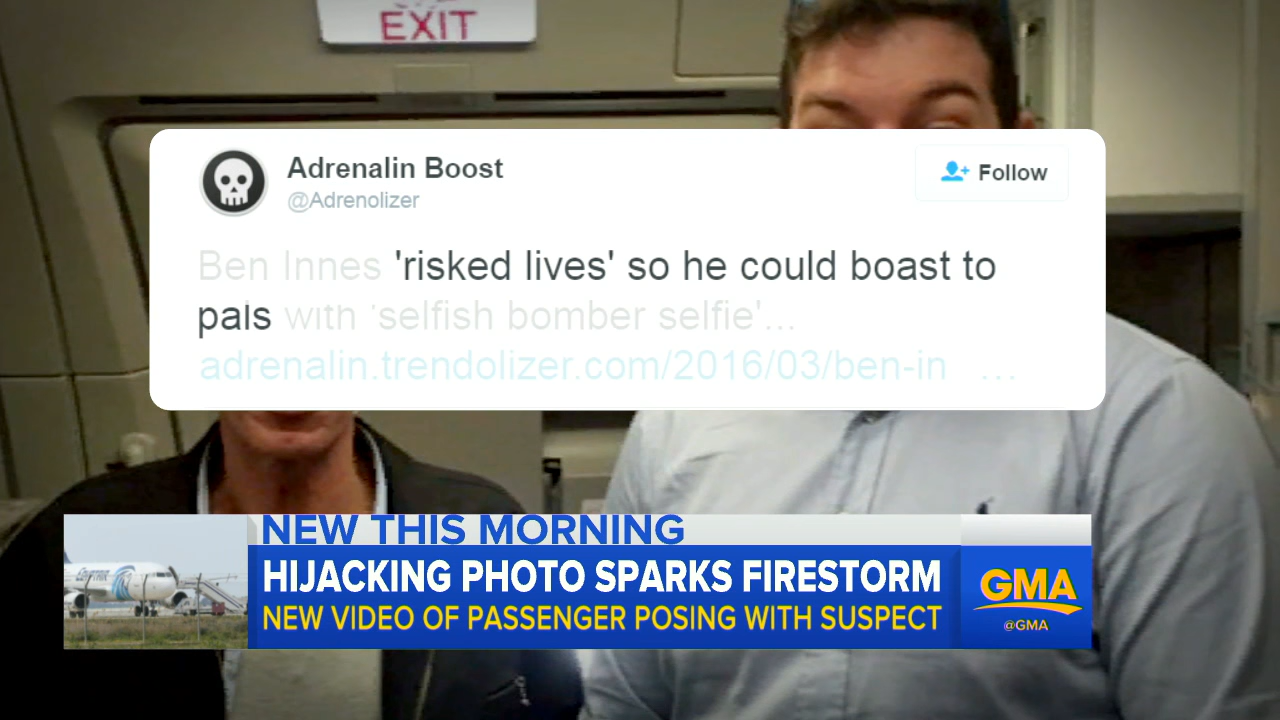 EXIT
Adrenalin Boost
@Adrenolizer
Follow
Ben Innes 'risked lives' so he could boast to
pals with 'selfish bomber selfie'...
adrenalin.trendolizer.com/2016/03/ben-in ...
NEW THIS MORNING
HIJACKING PHOTO SPARKS FIRESTORM
NEW VIDEO OF PASSENGER POSING WITH SUSPECT
GMA
@GMA
EGYPTAIR